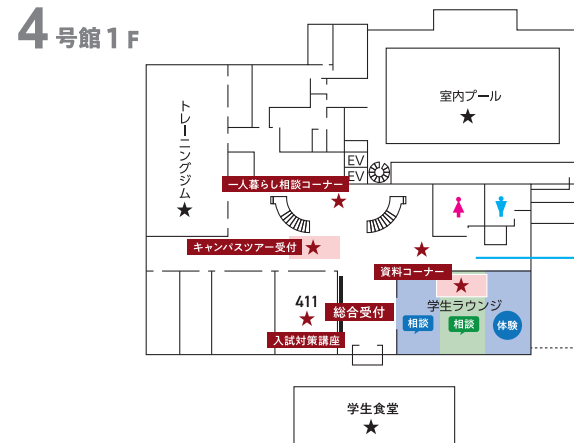 4号館1F
室内プール
トレーニングジム
EV
EV
一人暮らし相談コーナー
キャンパスツアー受付
資料コーナー
411
総合受付
学生ラウンジ
相談
相談
体験
入試対策講座
学生食堂